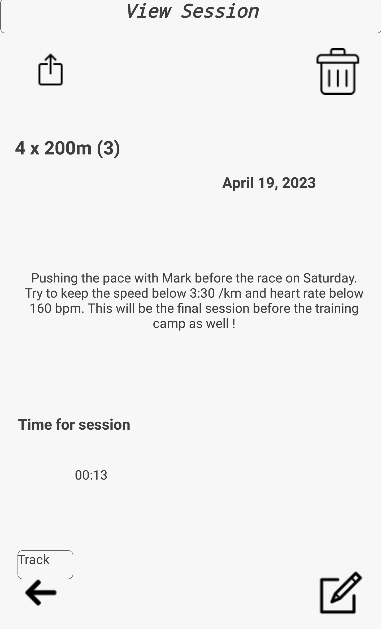 View Session
4 x 200m (3)
April 19, 2023
Pushing the pace with Mark before the race on Saturday.
Try to keep the speed below 3:30 /km and heart rate below
160 bpm. This will be the final session before the training
camp as well !
Time for session
00:13
Track